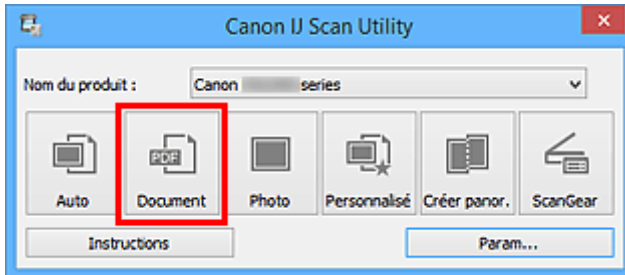 Canon IJ Scan Utility
Nom du produit : Canon series
PDF
Auto Document Photo Personnalisé Créer panor. ScanGear
Instructions Param...